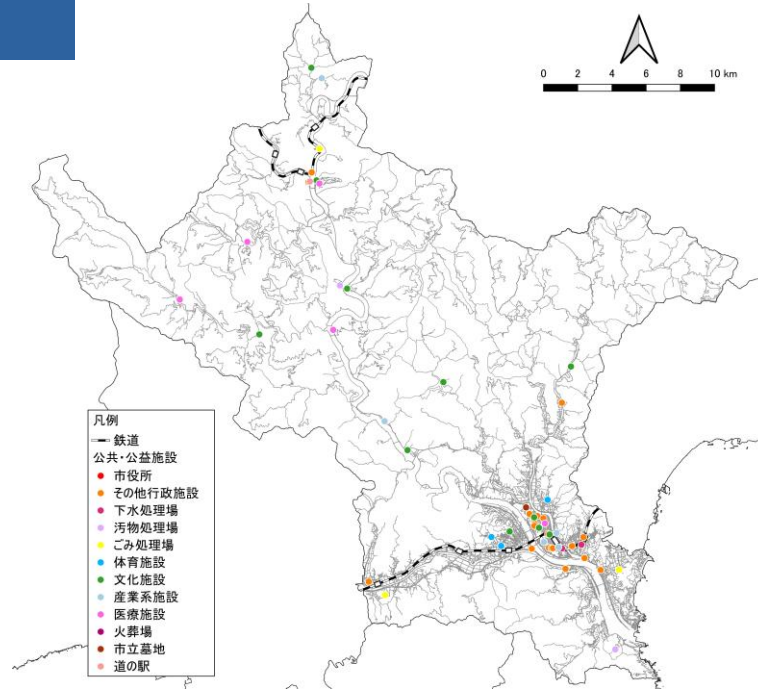 0 2 4 6 8 10 km
凡例
鉄道
公共・公益施設
市役所
その他行政施設
下水処理場
汚物処理場
ごみ処理場
体育施設
文化施設
産業系施設
医療施設
火葬場
市立墓地
道の駅